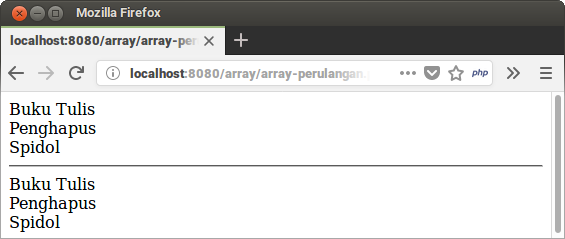 Mozilla Firefox
localhost:8080/array/array-per
localhost:8080/array/array-perulangan.
php
Buku Tulis
Penghapus
Spidol
Buku Tulis
Penghapus
Spidol